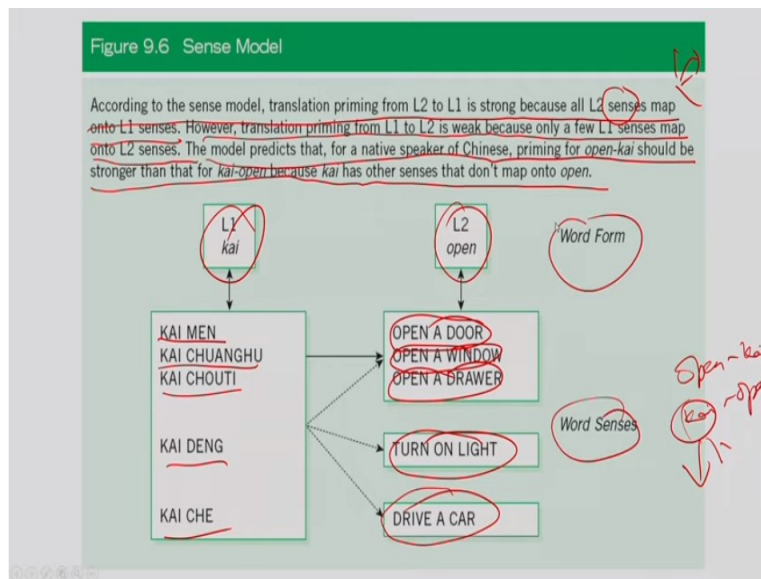 Figure 9.6 Sense Model
According to the sense model, translation priming from L2 to L1 is strong because all L2 senses map
onto L1 senses. However, translation priming from L1 to L2 is weak because only a few L1 senses map
onto L2 senses. The model predicts that, for a native speaker of Chinese, priming for open-kai should be
stronger than that for kai-open because kai has other senses that don't map onto open.
L1
kai
L2
open
Word Form
KAI MEN
KAI CHUANGHU
KAI CHOUTI
KAI DENG
KAI CHE
OPEN A DOOR
OPEN A WINDOW
OPEN A DRAWER
TURN ON LIGHT
DRIVE A CAR
Word Senses
open-kai
kai